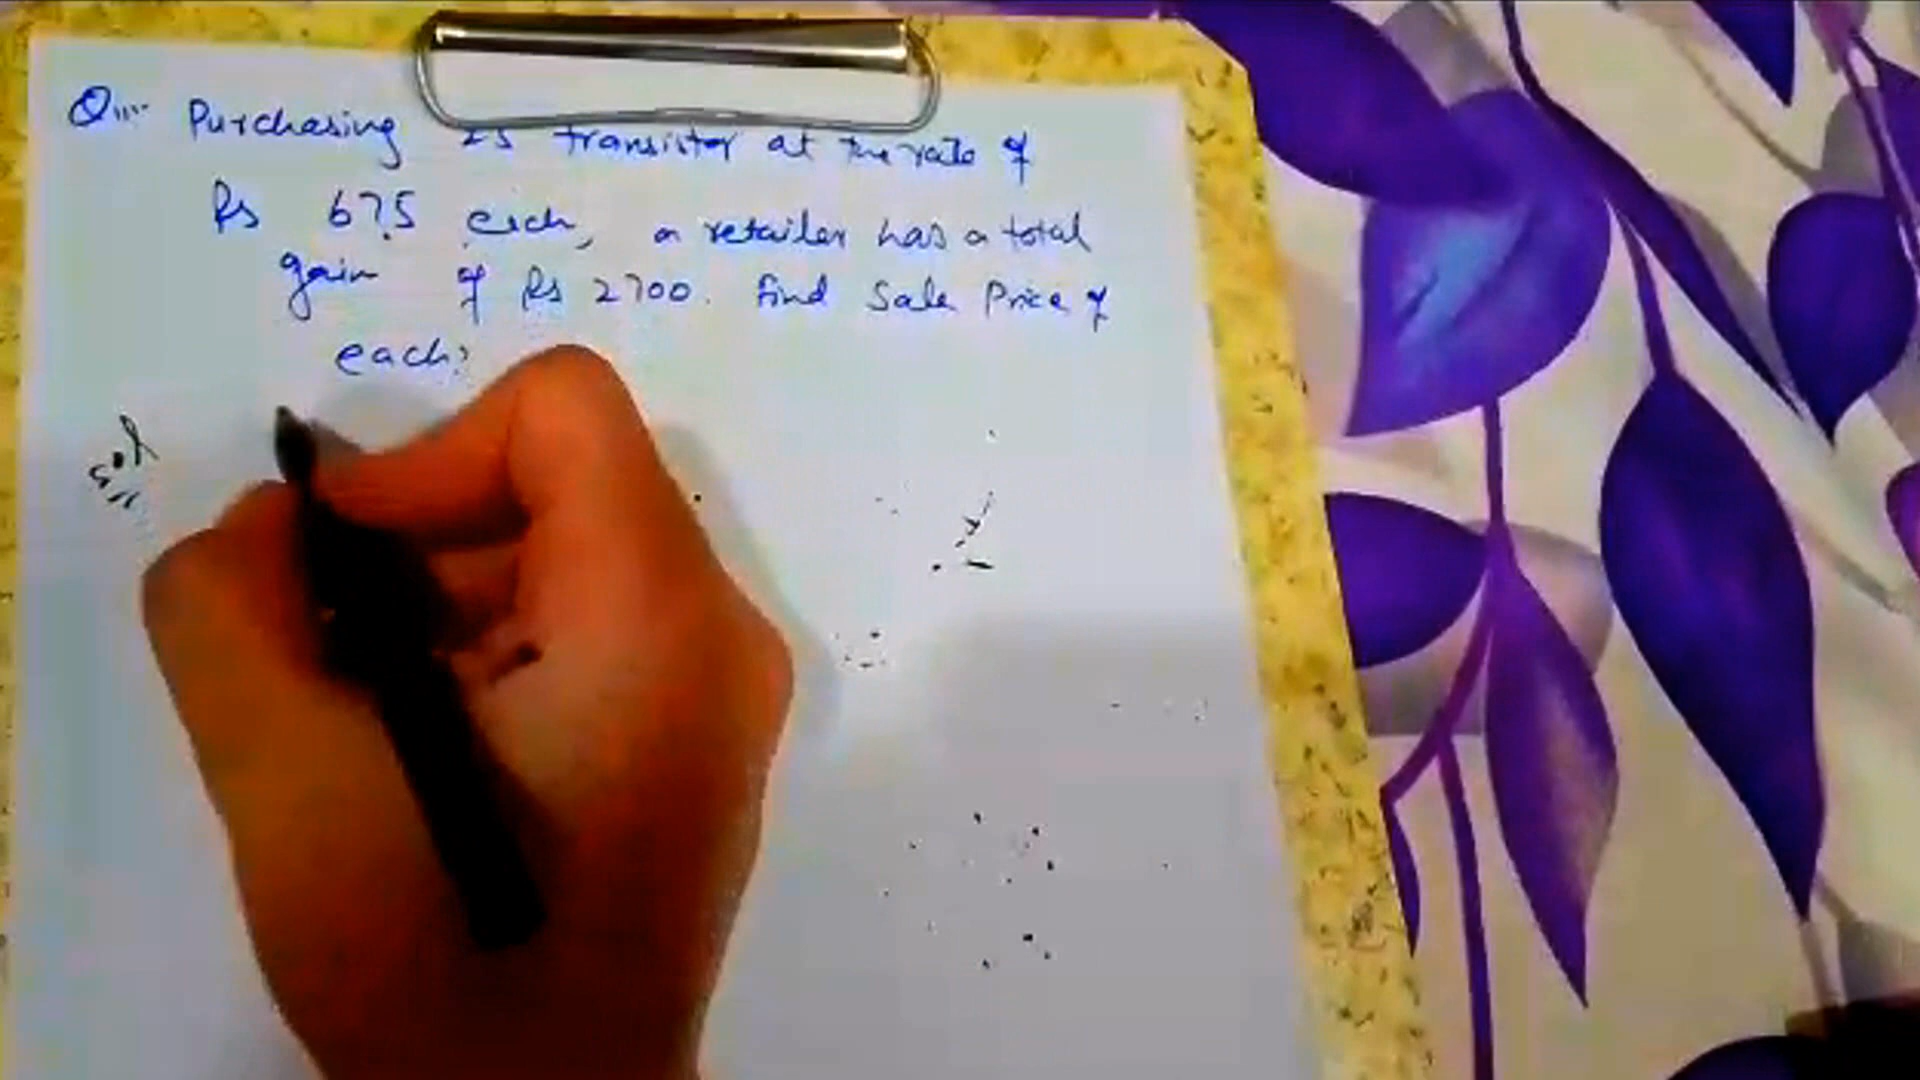 Q... Purchasing 25 transistor at the rate of
Rs 675 each, a retailer has a total
gain of Rs 2700. find Sale Price of
each?
soln